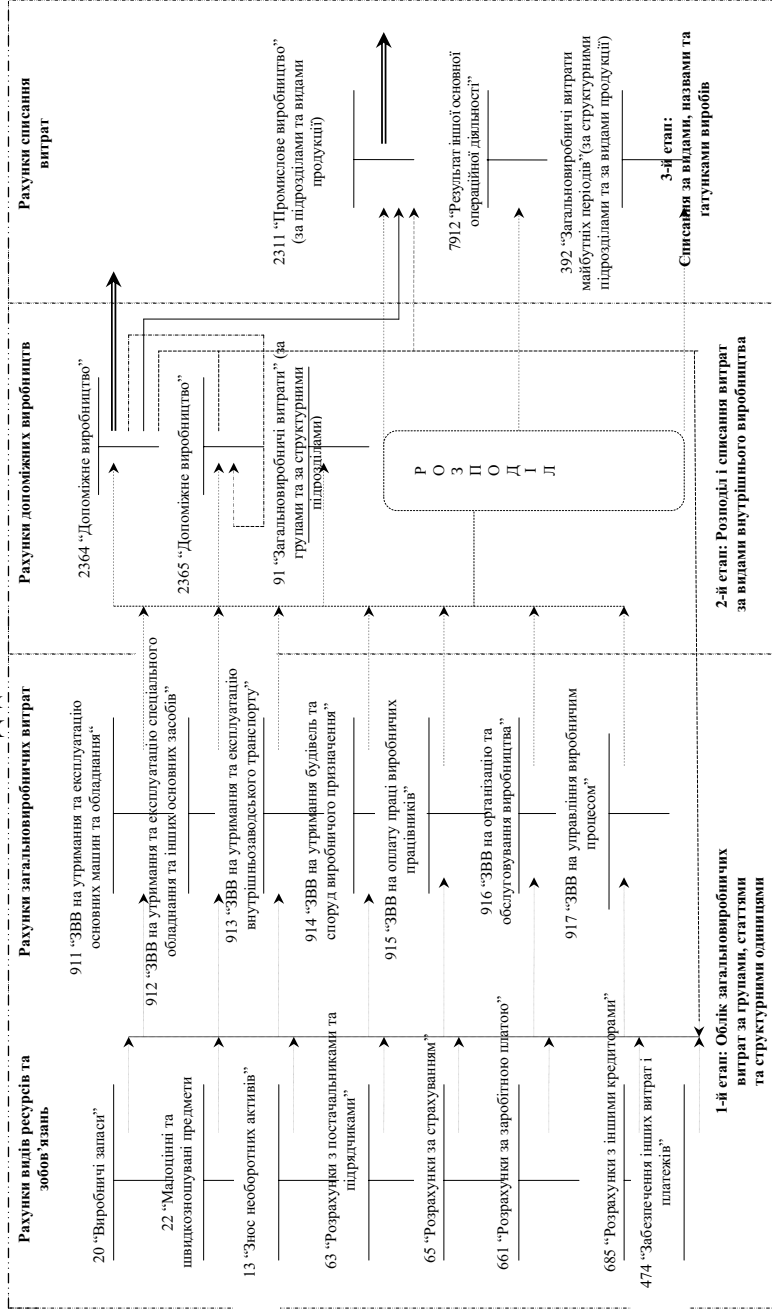 Рахунки видів ресурсів та
зобов’язань
20 “Виробничі запаси”
22 “Малоцінні та
швидкозношувані предмети
13 “Знос необоротних активів”
63 “Розрахунки з постачальниками та
підрядчиками”
65 “Розрахунки за страхуванням”
661 “Розрахунки за заробітною платою”
685 “Розрахунки з іншими кредиторами”
474 “Забезпечення інших витрат і
платежів”
Рахунки загальновиробничих витрат
911 “ЗВВ на утримання та експлуатацію
основних машин та обладнання“
912 “ЗВВ на утримання та експлуатацію спеціального
обладнання та інших основних засобів”
913 “ЗВВ на утримання та експлуатацію
внутрішньозаводського транспорту”
914 “ЗВВ на утримання будівель та
споруд виробничого призначення”
915 “ЗВВ на оплату праці виробничих
працівників”
916 “ЗВВ на організацію та
обслуговування виробництва”
917 “ЗВВ на управління виробничим
процесом”
1-й етап: Облік загальновиробничих
витрат за групами, статтями
та структурними одиницями
Рахунки допоміжних виробництв
2364 “Допоміжне виробництво”
2365 “Допоміжне виробництво”
91 “Загальновиробничі витрати” (за
групами та за структурними
підрозділами)
Р О З П О Д І Л
2-й етап: Розподіл і списання витрат
за видами внутрішнього виробництва
Рахунки списання
витрат
2311 “Промислове виробництво”
(за підрозділами та видами
продукції)
7912 “Результат іншої основної
операційної діяльності”
392 “Загальновиробничі витрати
майбутніх періодів”(за структурними
підрозділами та за видами продукції)
3-й етап:
Списання за видами, назвами та
ґатунками виробів